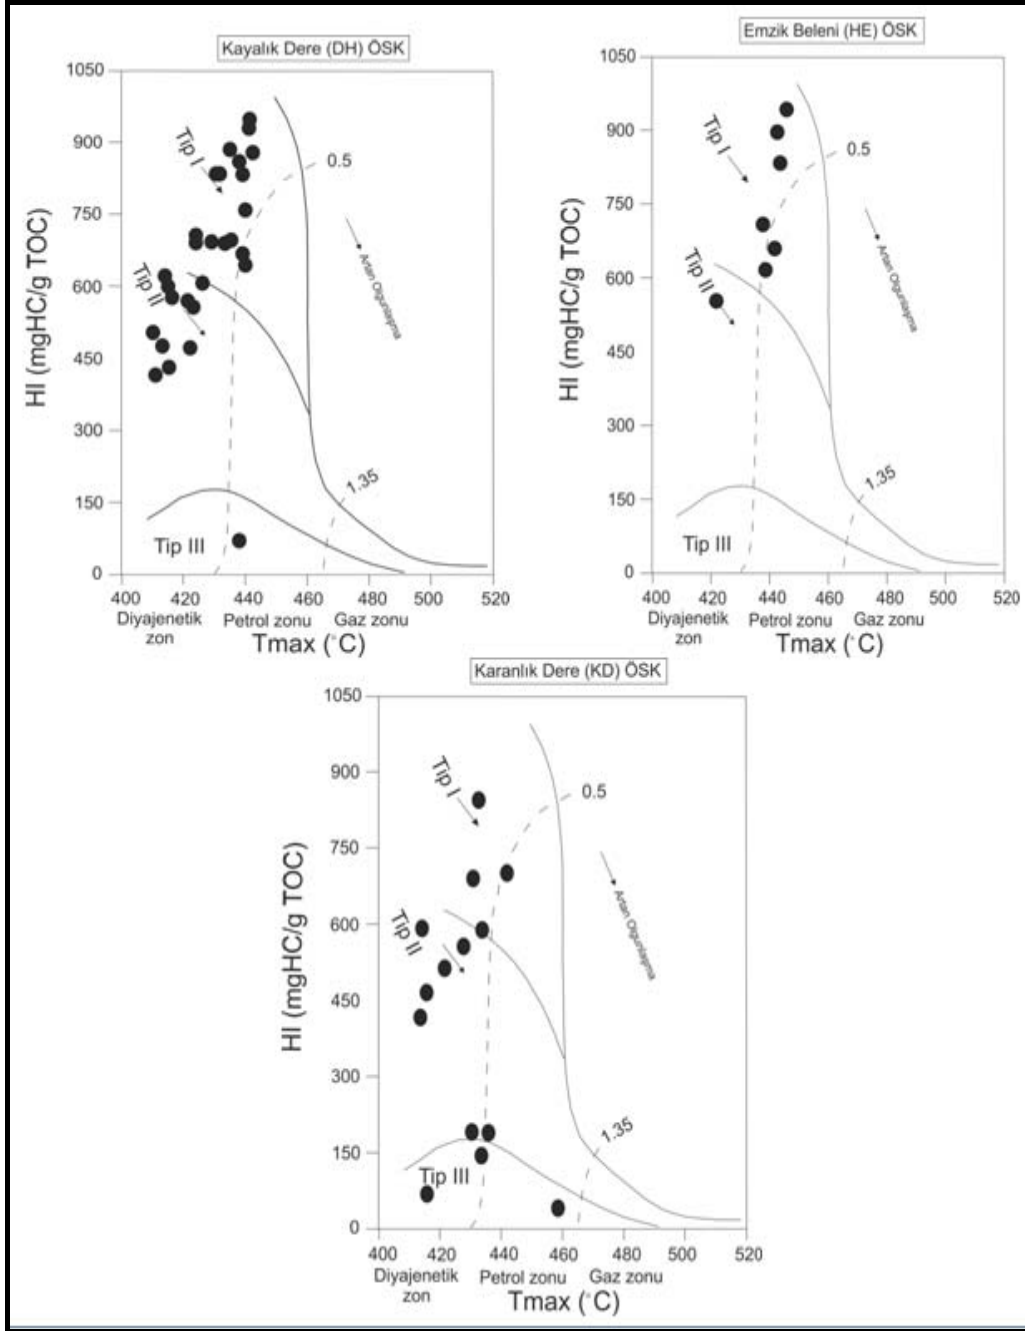 Kayalık Dere (DH) ÖSK
1050
900
750
600
450
300
150
0
HI (mgHC/g TOC)
Tip I
Tip II
Tip III
0.5
1.35
Artan Olgunlaşma
400 420 440 460 480 500 520
Diyajenetik zon
Petrol zonu
Gaz zonu
Tmax (°C)
Emzik Beleni (HE) ÖSK
1050
900
750
600
450
300
150
0
HI (mgHC/g TOC)
Tip I
Tip II
Tip III
0.5
1.35
Artan Olgunlaşma
400 420 440 460 480 500 520
Diyajenetik zon
Petrol zonu
Gaz zonu
Tmax (°C)
Karanlık Dere (KD) ÖSK
1050
900
750
600
450
300
150
0
HI (mgHC/g TOC)
Tip I
Tip II
Tip III
0.5
1.35
Artan Olgunlaşma
400 420 440 460 480 500 520
Diyajenetik zon
Petrol zonu
Gaz zonu
Tmax (°C)